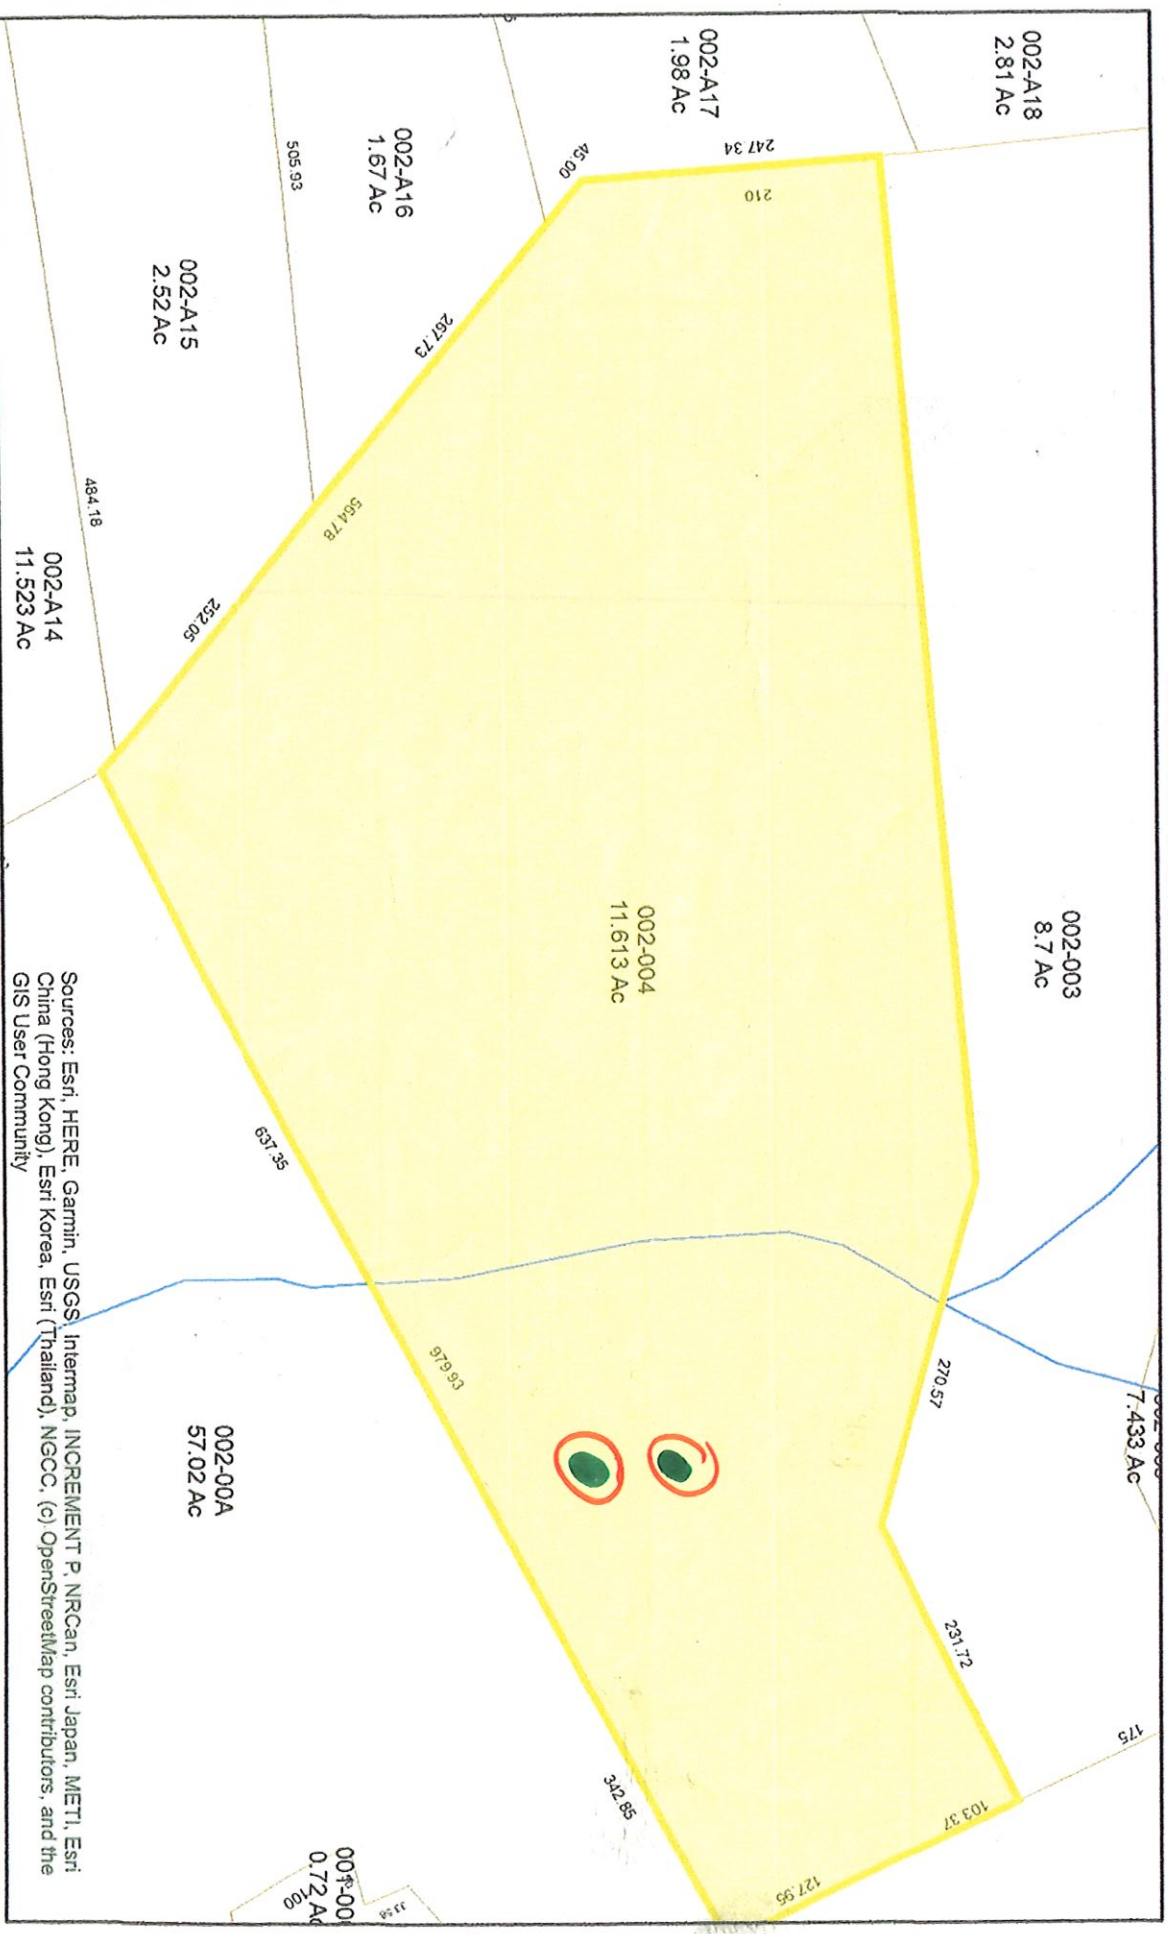 002-A18
2.81 Ac
002-A17
1.98 Ac
247.34
210
45.00
002-A16
1.67 Ac
505.93
267.73
002-A15
2.52 Ac
564.78
252.05
484.18
002-A14
11.523 Ac
002-003
8.7 Ac
002-004
11.613 Ac
637.35
979.93
270.57
7.433 Ac
231.72
175
103.37
127.95
342.85
002-00A
57.02 Ac
0.72 Ac
100
33.58
Sources: Esri, HERE, Garmin, USGS, Intermap, INCREMENT P, NRCan, Esri Japan, METI, Esri
China (Hong Kong), Esri Korea, Esri (Thailand), NGCC, (c) OpenStreetMap contributors, and the
GIS User Community